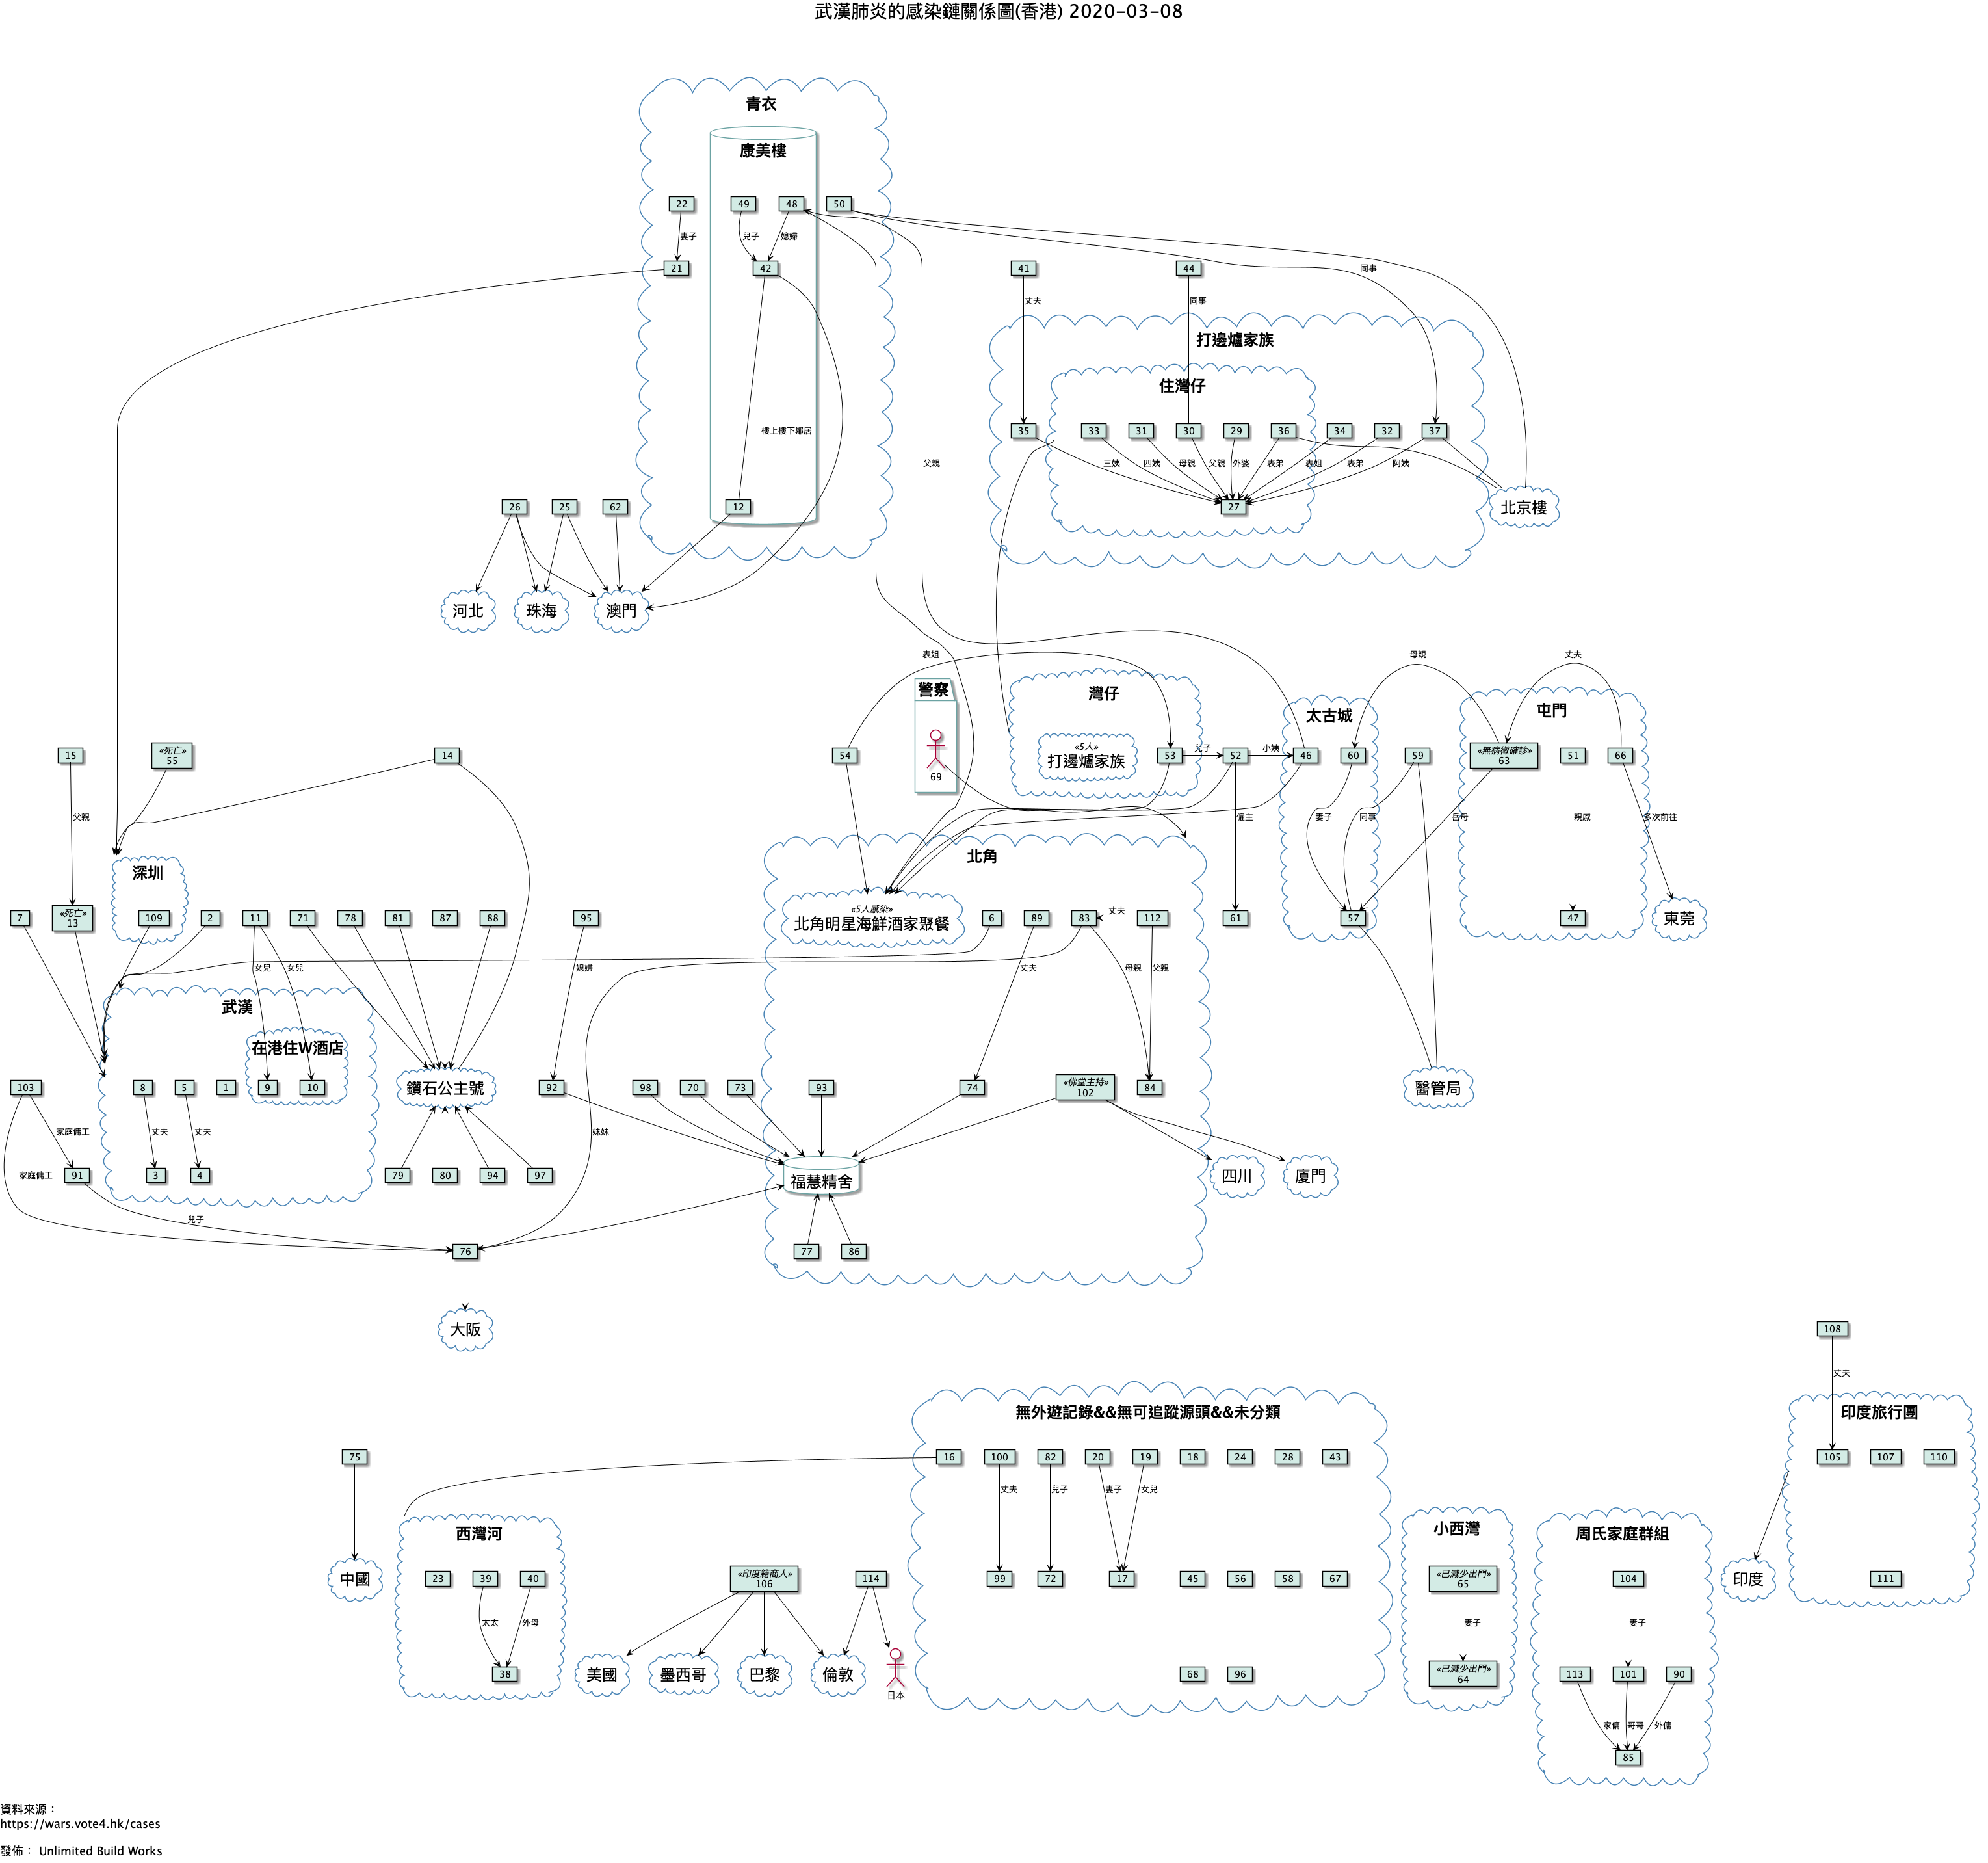 武漢肺炎的感染鏈關係圖(香港) 2020-03-08
青衣
康美樓
22
49
48
50
妻子
兒子
媳婦
21
42
41
44
同事
丈夫
同事
打邊爐家族
住灣仔
樓上樓下鄰居
35
33
31
30
29
36
34
32
37
父親
三姨
四姨
母親
父親
外婆
表弟
表姐
表弟
阿姨
26
25
62
12
27
北京樓
河北
珠海
澳門
表姐
母親
丈夫
警察
灣仔
太古城
屯門
15
«死亡»
55
14
54
69
«5人»
打邊爐家族
53
兒子
52
小姨
46
60
59
«無病徵確診»
63
51
66
父親
僱主
妻子
同事
岳母
親戚
多次前往
深圳
北角
7
«死亡»
13
109
2
11
71
78
81
87
88
95
«5人感染»
北角明星海鮮酒家聚餐
6
89
83
丈夫
112
61
57
47
東莞
女兒
女兒
媳婦
丈夫
母親
父親
武漢
在港住W酒店
103
8
5
1
9
10
鑽石公主號
92
98
70
73
93
74
«佛堂主持»
102
84
醫管局
家庭傭工
丈夫
丈夫
妹妹
家庭傭工
91
3
4
79
80
94
97
福慧精舍
四川
廈門
兒子
76
77
86
大阪
108
丈夫
無外遊記錄&&無可追蹤源頭&&未分類
印度旅行團
75
16
100
82
20
19
18
24
28
43
105
107
110
丈夫
兒子
妻子
女兒
西灣河
小西灣
周氏家庭群組
中國
23
39
40
«印度籍商人»
106
114
99
72
17
45
56
58
67
«已減少出門»
65
104
印度
111
太太
外母
妻子
妻子
38
美國
墨西哥
巴黎
倫敦
日本
68
96
«已減少出門»
64
113
101
90
家傭
哥哥
外傭
85
資料來源：
https://wars.vote4.hk/cases
發佈： Unlimited Build Works